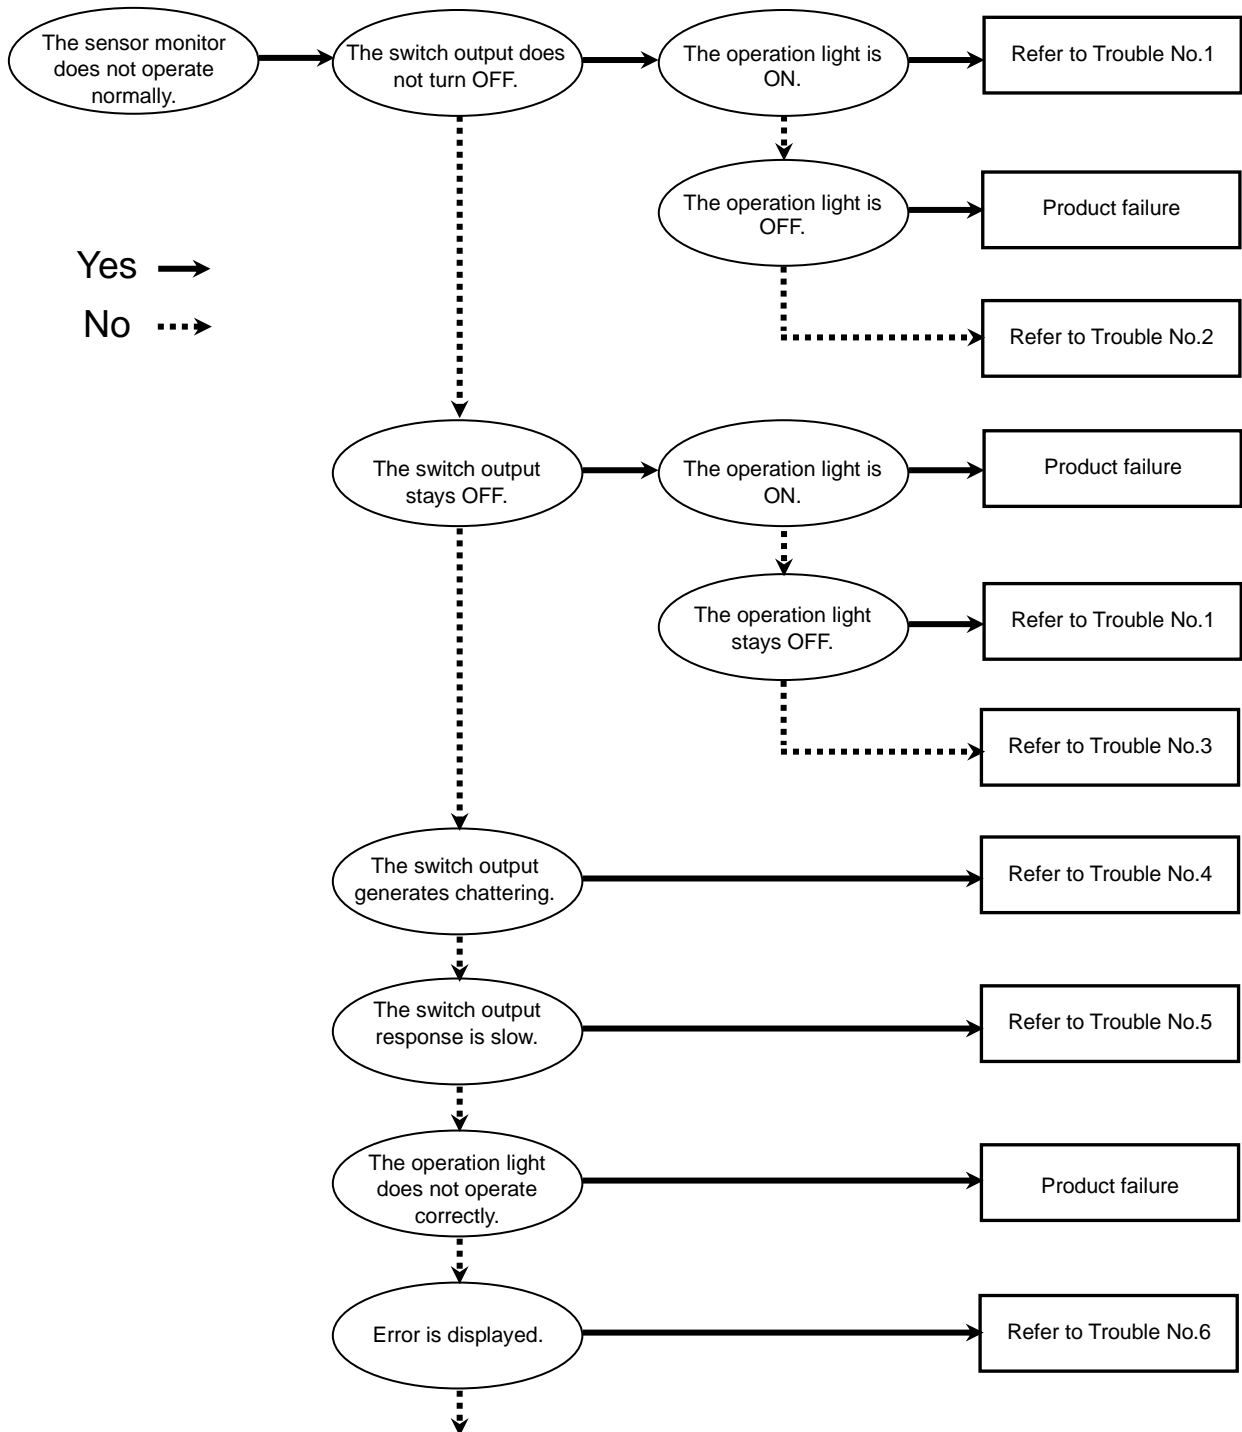 The sensor monitor
does not operate
normally.
The switch output does
not turn OFF.
The operation light is
ON.
Refer to Trouble No.1
The operation light is
OFF.
Product failure
Yes
No
Refer to Trouble No.2
The switch output
stays OFF.
The operation light is
ON.
Product failure
The operation light
stays OFF.
Refer to Trouble No.1
Refer to Trouble No.3
The switch output
generates chattering.
Refer to Trouble No.4
The switch output
response is slow.
Refer to Trouble No.5
The operation light
does not operate
correctly.
Product failure
Error is displayed.
Refer to Trouble No.6